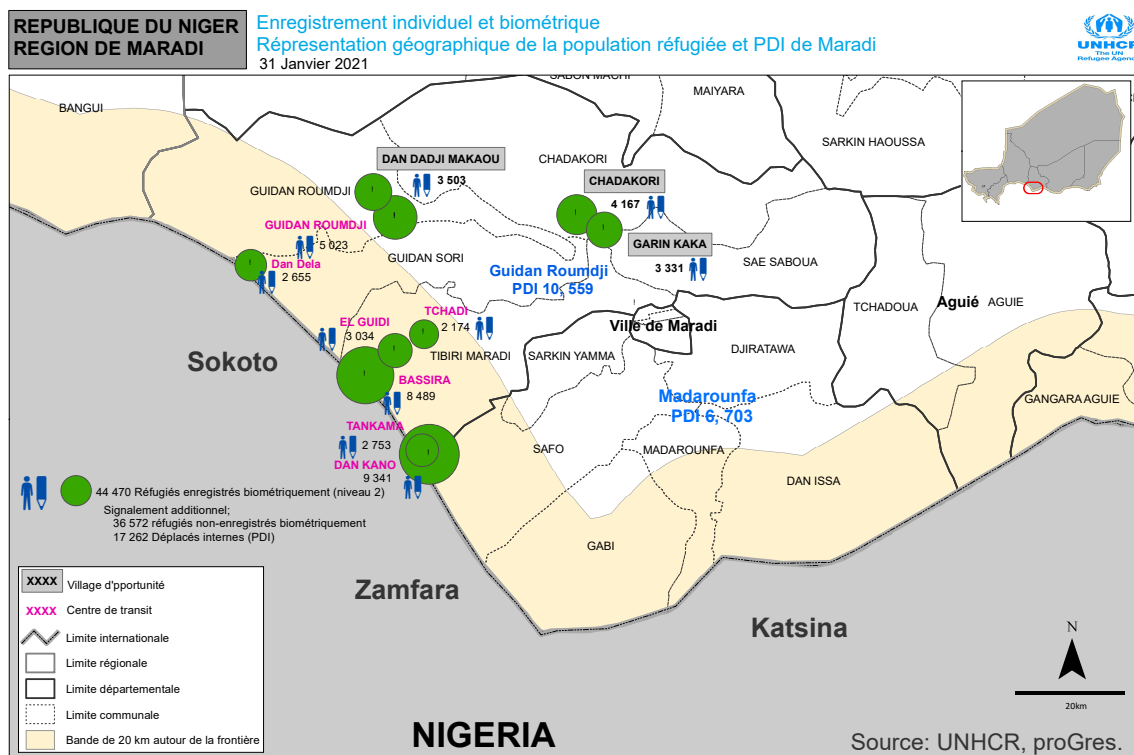 REPUBLIQUE DU NIGER
REGION DE MARADI
Enregistrement individuel et biométrique
Répresentation géographique de la population réfugiée et PDI de Maradi
31 Janvier 2021
UNHCR
The UN
Refugee Agency
BANGUI
SABON MACHI
MAIYARA
SARKIN HAOUSSA
DAN DADJI MAKAOU
3 503
CHADAKORI
CHADAKORI
4 167
GUIDAN ROUMDJI
GUIDAN ROUMDJI
5 023
GARIN KAKA
3 331
GUIDAN SORI
SAE SABOUA
Dan Dela
2 655
Guidan Roumdji
PDI 10, 559
TCHADOUA
Aguié
AGUIE
TCHADI
2 174
EL GUIDI
3 034
Ville de Maradi
Sokoto
TIBIRI MARADI
SARKIN YAMMA
DJIRATAWA
BASSIRA
8 489
Madarounfa
PDI 6, 703
GANGARA AGUIE
TANKAMA
2 753
SAFO
MADAROUNFA
DAN KANO
9 341
DAN ISSA
44 470 Réfugiés enregistrés biométriquement (niveau 2)
Signalement additionel;
36 572 réfugiés non-enregistrés biométriquement
17 262 Déplacés internes (PDI)
GABI
XXXX Village d'pportunité
XXXX Centre de transit
Limite internationale
Limite régionale
Limite départementale
Limite communale
Bande de 20 km autour de la frontière
Zamfara
Katsina
N
20km
NIGERIA
Source: UNHCR, proGres.